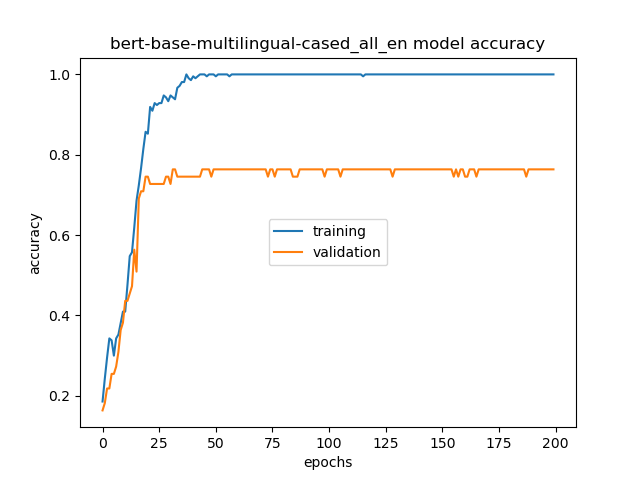 bert-base-multilingual-cased_all_en model accuracy
1.0
0.8
0.6
0.4
0.2
accuracy
training
validation
0 25 50 75 100 125 150 175 200
epochs